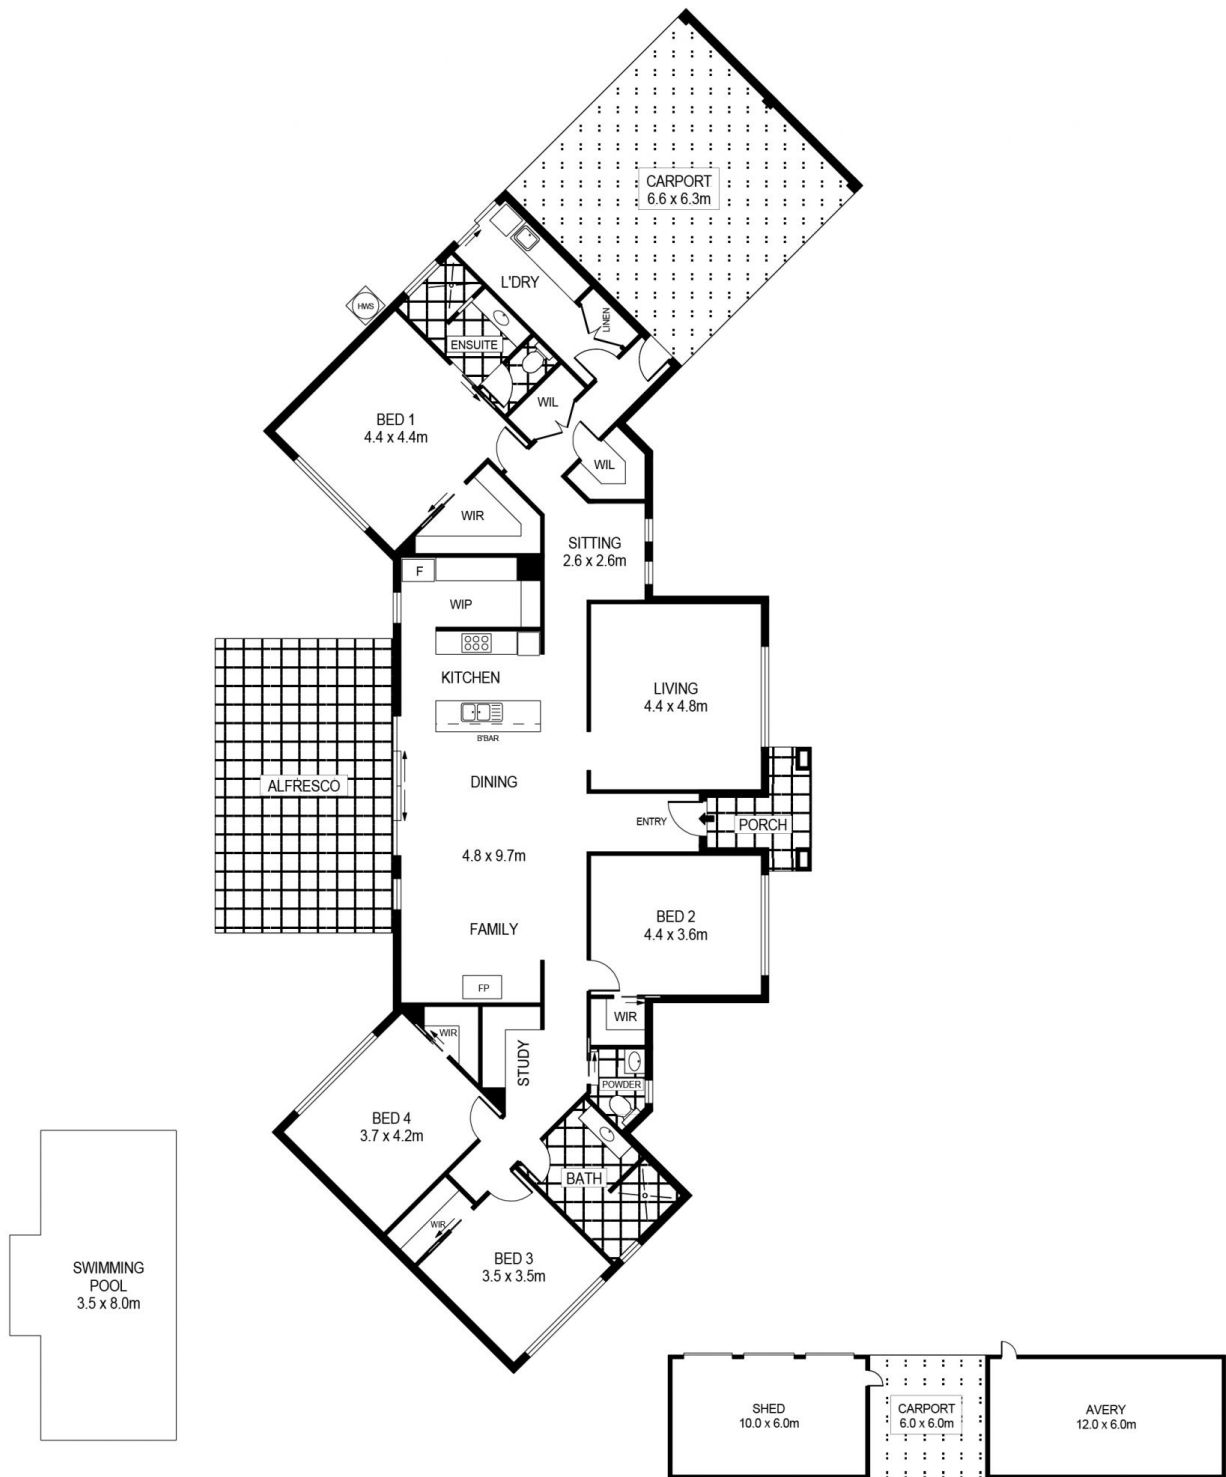 CARPORT
6.6 x 6.3m
L'DRY
LINEN
HWS
ENSUITE
WIL
BED 1
4.4 x 4.4m
WIL
WIR
SITTING
2.6 x 2.6m
F
WIP
KITCHEN
LIVING
4.4 x 4.8m
B'BAR
ALFRESCO
DINING
ENTRY
PORCH
4.8 x 9.7m
BED 2
4.4 x 3.6m
FAMILY
FP
WIR
WIR
STUDY
POWDER
BED 4
3.7 x 4.2m
BATH
WIR
BED 3
3.5 x 3.5m
SWIMMING
POOL
3.5 x 8.0m
SHED
10.0 x 6.0m
CARPORT
6.0 x 6.0m
AVERY
12.0 x 6.0m